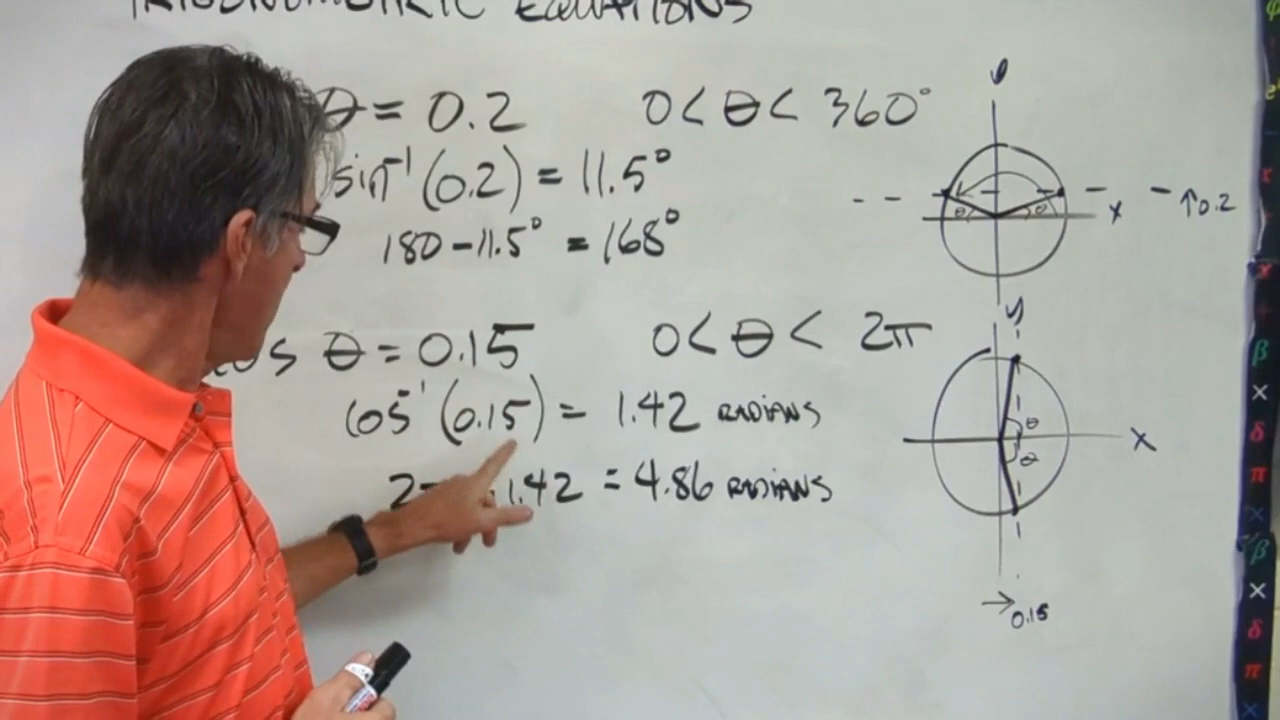 TRIGONOMETRIC EQUATIONS
θ = 0.2 0 < θ < 360°
sin⁻¹(0.2) = 11.5°
180 - 11.5° = 168°
cos θ = 0.15 0 < θ < 2π
cos⁻¹(0.15) = 1.42 RADIANS
1.42 = 4.86 RADIANS
θ θ x ↑0.2
y
θ
θ
x
→ 0.15
β
x
δ
π
x
β
x
δ
π
x